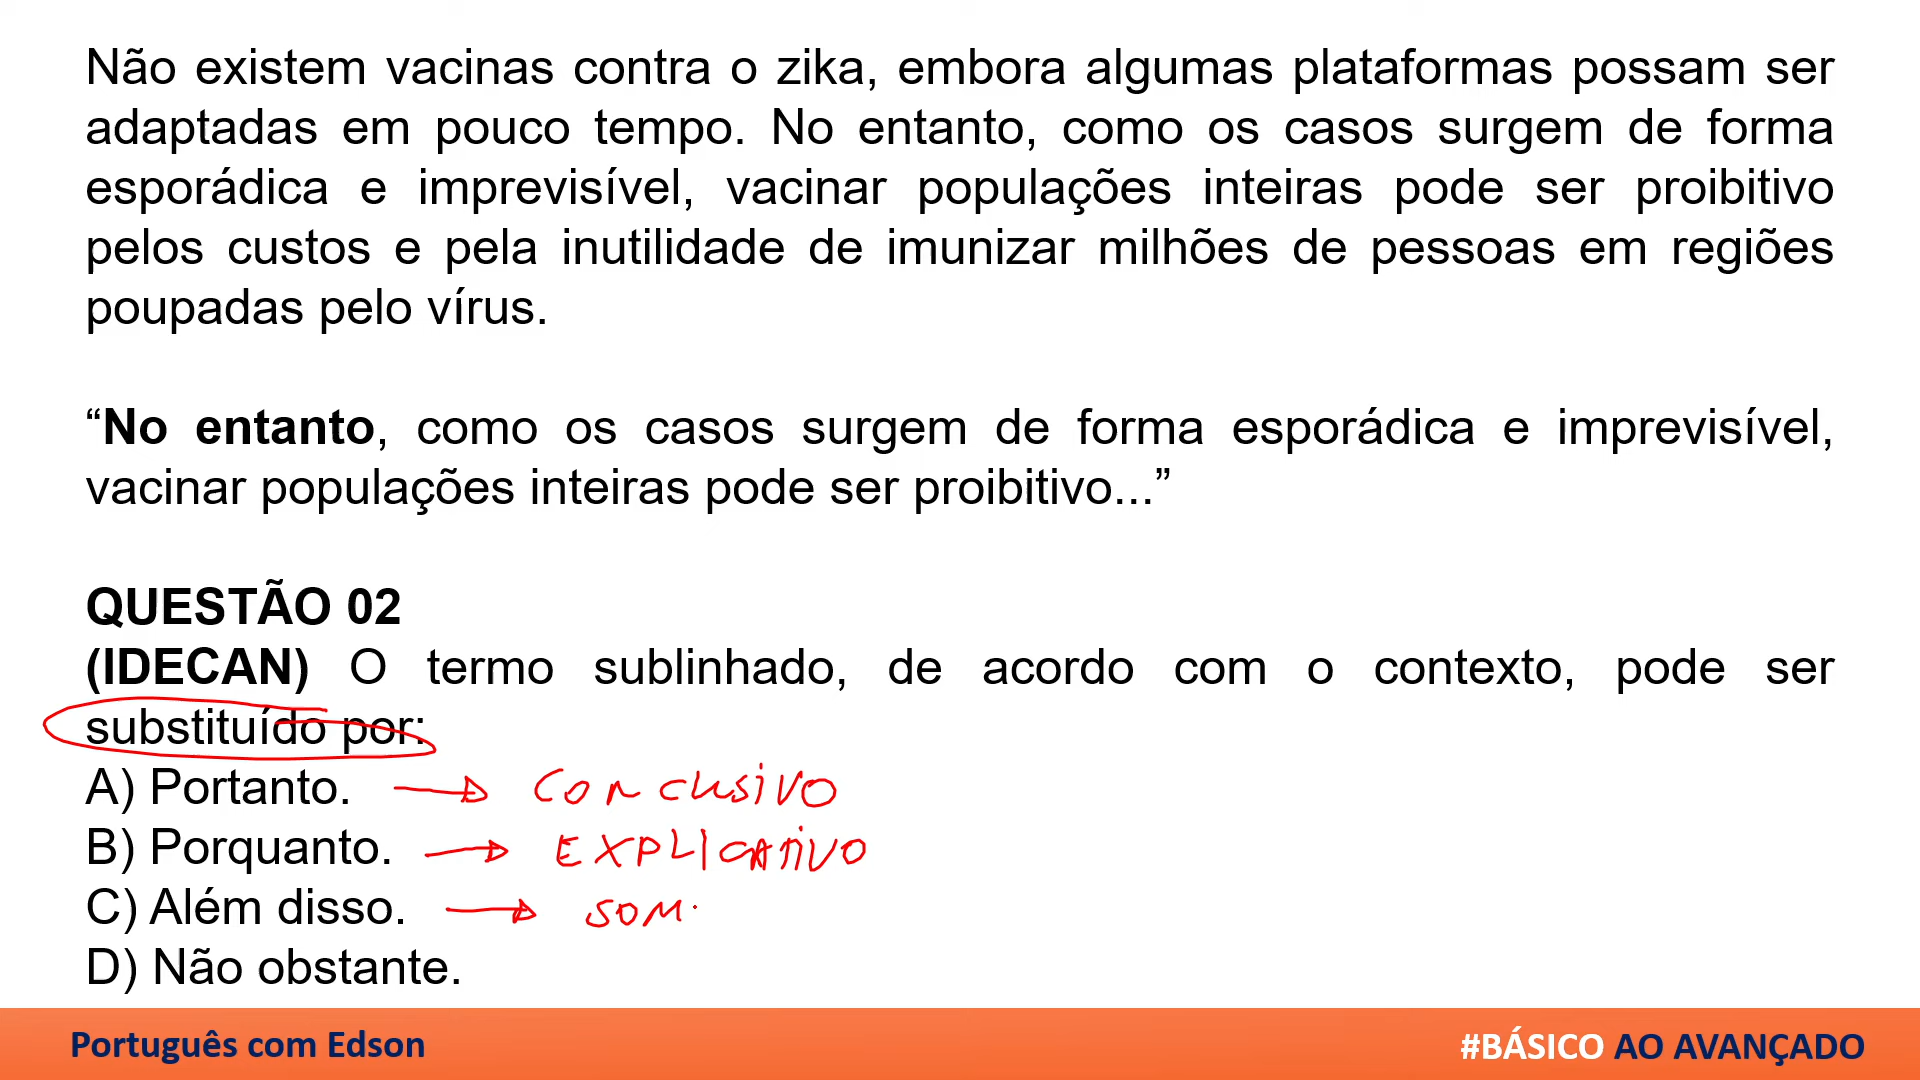 Não existem vacinas contra o zika, embora algumas plataformas possam ser
adaptadas em pouco tempo. No entanto, como os casos surgem de forma
esporádica e imprevisível, vacinar populações inteiras pode ser proibitivo
pelos custos e pela inutilidade de imunizar milhões de pessoas em regiões
poupadas pelo vírus.
“No entanto, como os casos surgem de forma esporádica e imprevisível,
vacinar populações inteiras pode ser proibitivo...”
QUESTÃO 02
(IDECAN) O termo sublinhado, de acordo com o contexto, pode ser
substituído por:
A) Portanto. CONCLUSIVO
B) Porquanto. EXPLICATIVO
C) Além disso. SOM
D) Não obstante.
Português com Edson
#BÁSICO AO AVANÇADO